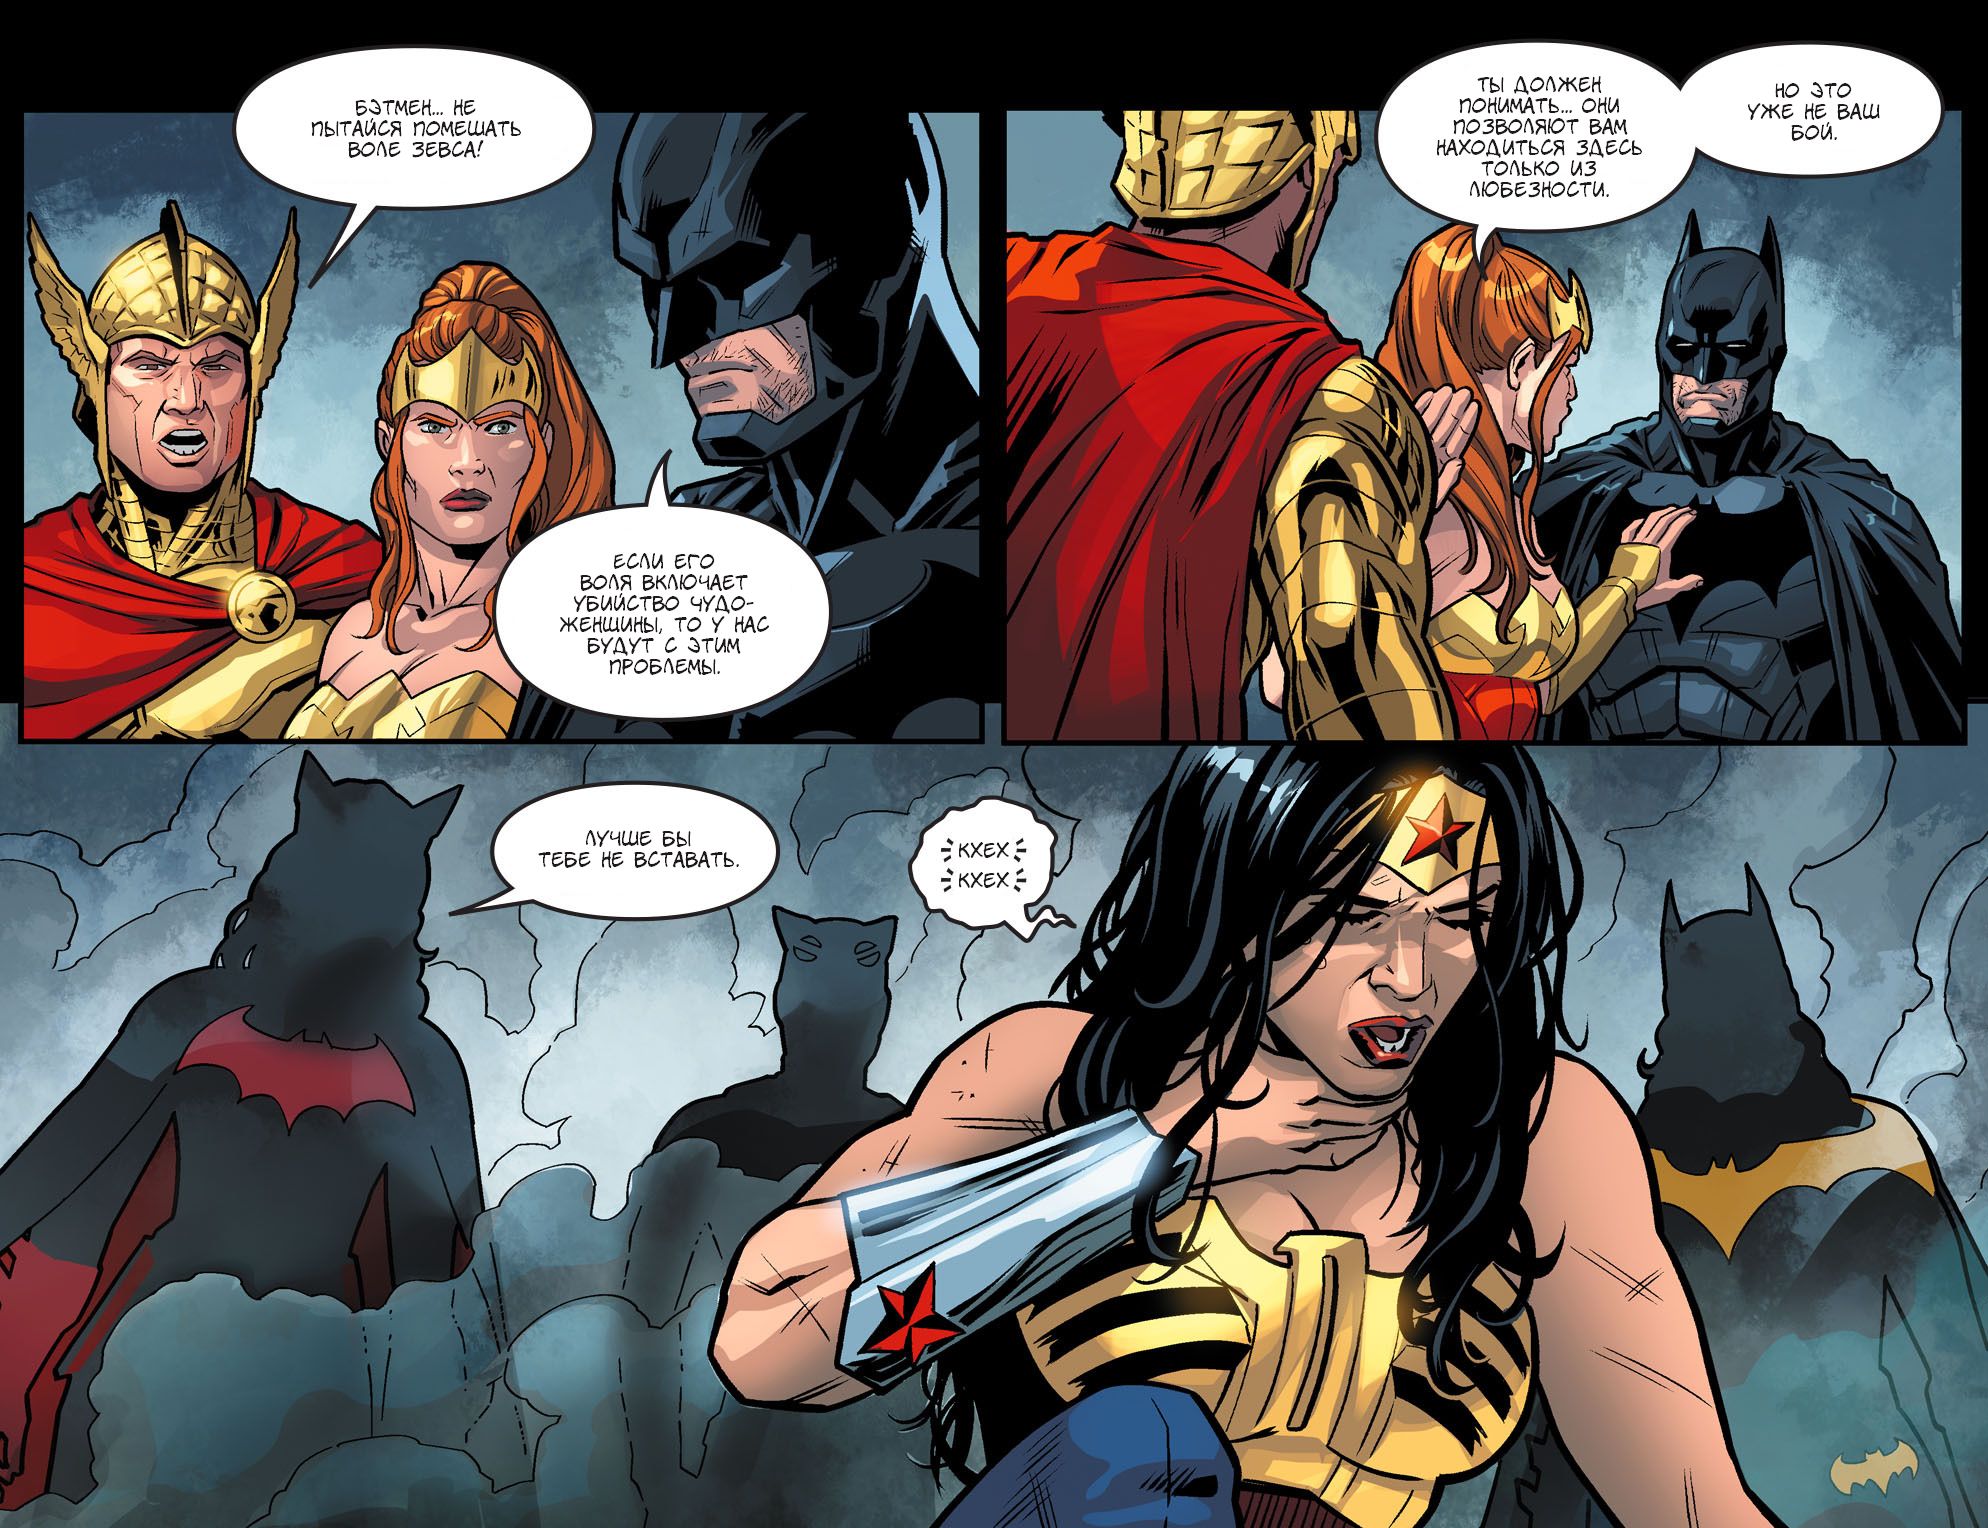 БЭТМЕН... НЕ
ПЫТАЙСЯ ПОМЕШАТЬ
ВОЛЕ ЗЕВСА!
ЕСЛИ ЕГО
ВОЛЯ ВКЛЮЧАЕТ
УБИЙСТВО ЧУДО-
ЖЕНЩИНЫ, ТО У НАС
БУДУТ С ЭТИМ
ПРОБЛЕМЫ.
ТЫ ДОЛЖЕН
ПОНИМАТЬ... ОНИ
ПОЗВОЛЯЮТ ВАМ
НАХОДИТЬСЯ ЗДЕСЬ
ТОЛЬКО ИЗ
ЛЮБЕЗНОСТИ.
НО ЭТО
УЖЕ НЕ ВАШ
БОЙ.
ЛУЧШЕ БЫ
ТЕБЕ НЕ ВСТАВАТЬ.
КХЕХ
КХЕХ